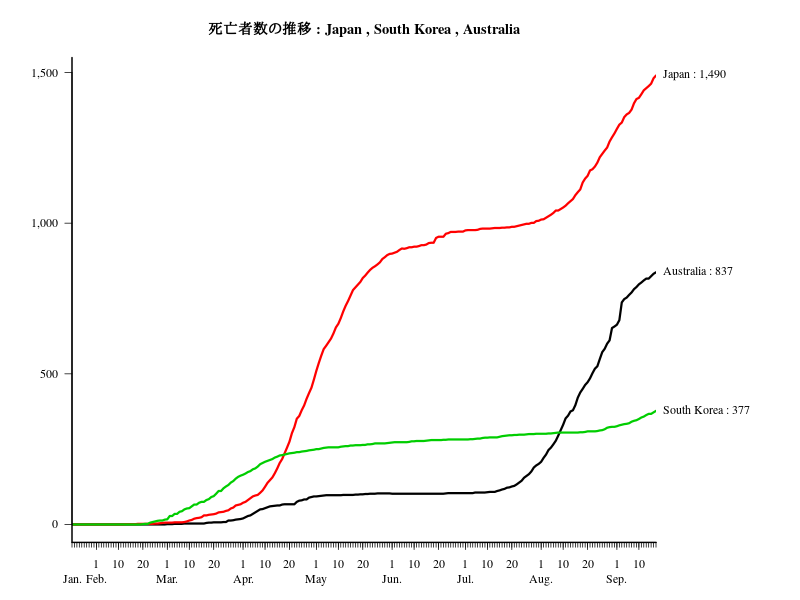 死亡者数の推移 : Japan , South Korea , Australia
1,500
Japan : 1,490
1,000
Australia : 837
500
South Korea : 377
0
1 10 20 1 10 20 1 10 20 1 10 20 1 10 20 1 10 20 1 10 20 1 10
Jan. Feb. Mar. Apr. May Jun. Jul. Aug. Sep.